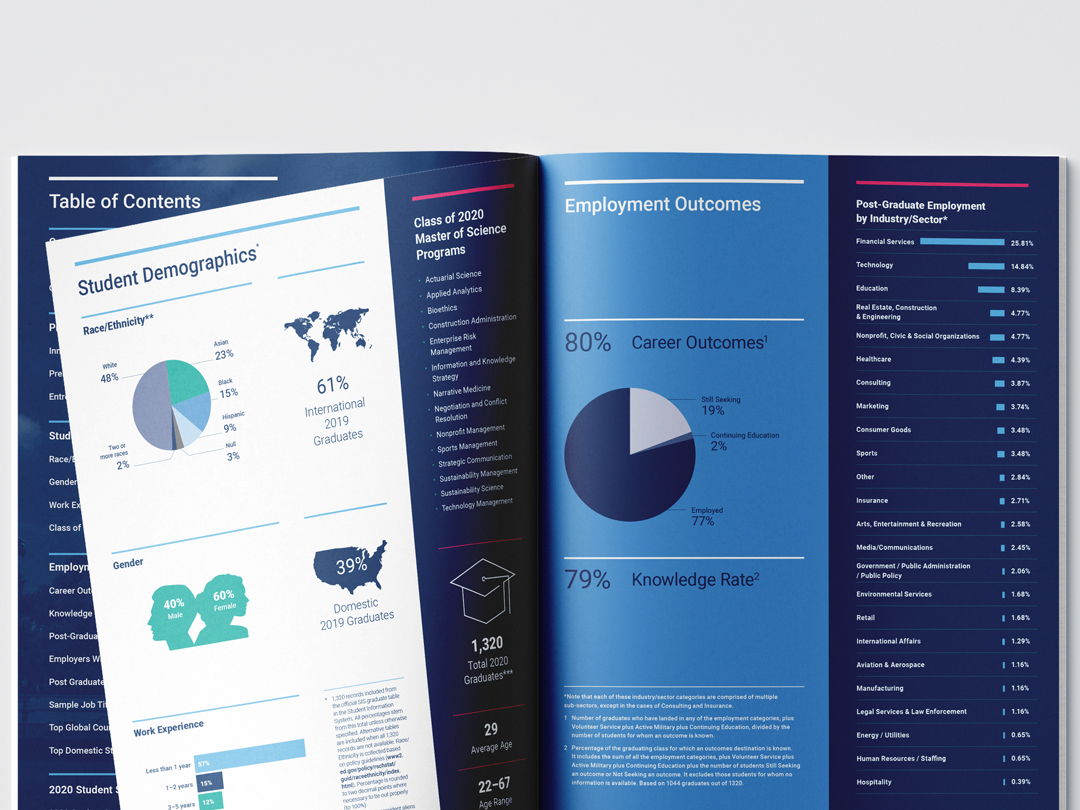 Table of Contents
Inn
Pre
Entre
Stud
Race/E
Gender
Work Ex
Class of
Employm
Career Out
Knowledge
Post-Gradua
Employers W
Post Graduate
Sample Job Tit
Top Global Cou
Top Domestic St
2020 Student S
Student Demographics*
Race/Ethnicity**
White
48%
Asian
23%
Black
15%
Hispanic
9%
Null
3%
Two or
more races
2%
61%
International
2019
Graduates
Gender
40%
Male
60%
Female
39%
Domestic
2019 Graduates
Work Experience
Less than 1 year
57%
1–2 years
15%
3–5 years
12%
* 1,320 records included from
the official SIS graduate table
in the Student Information
System. All percentages stem
from this total unless otherwise
specified. Alternative tables
are included when all 1,320
records are not available. Race/
Ethnicity is collected based
on policy guidelines (www2.
ed.gov/policy/rschstat/
guid/raceethnicity/index.
html). Percentage is rounded
to two decimal points where
necessary to tie out properly
(to 100%).
Class of 2020
Master of Science
Programs
· Actuarial Science
· Applied Analytics
· Bioethics
· Construction Administration
· Enterprise Risk
Management
· Information and Knowledge
Strategy
· Narrative Medicine
· Negotiation and Conflict
Resolution
· Nonprofit Management
· Sports Management
· Strategic Communication
· Sustainability Management
· Sustainability Science
· Technology Management
1,320
Total 2020
Graduates***
29
Average Age
22–67
Age Range
Employment Outcomes
80% Career Outcomes1
Still Seeking
19%
Continuing Education
2%
Employed
77%
79% Knowledge Rate2
*Note that each of these industry/sector categories are comprised of multiple
sub-sectors, except in the cases of Consulting and Insurance.
1 Number of graduates who have landed in any of the employment categories, plus
Volunteer Service plus Active Military plus Continuing Education, divided by the
number of students for whom an outcome is known.
2 Percentage of the graduating class for which an outcomes destination is known.
It includes the sum of all the employment categories, plus Volunteer Service plus
Active Military plus Continuing Education plus the number of students Still Seeking
an outcome or Not Seeking an outcome. It excludes those students for whom no
information is available. Based on 1044 graduates out of 1320.
Post-Graduate Employment
by Industry/Sector*
Financial Services 25.81%
Technology 14.84%
Education 8.39%
Real Estate, Construction
& Engineering 4.77%
Nonprofit, Civic & Social Organizations 4.77%
Healthcare 4.39%
Consulting 3.87%
Marketing 3.74%
Consumer Goods 3.48%
Sports 3.48%
Other 2.84%
Insurance 2.71%
Arts, Entertainment & Recreation 2.58%
Media/Communications 2.45%
Government / Public Administration
/ Public Policy 2.06%
Environmental Services 1.68%
Retail 1.68%
International Affairs 1.29%
Aviation & Aerospace 1.16%
Manufacturing 1.16%
Legal Services & Law Enforcement 1.16%
Energy / Utilities 0.65%
Human Resources / Staffing 0.65%
Hospitality 0.39%